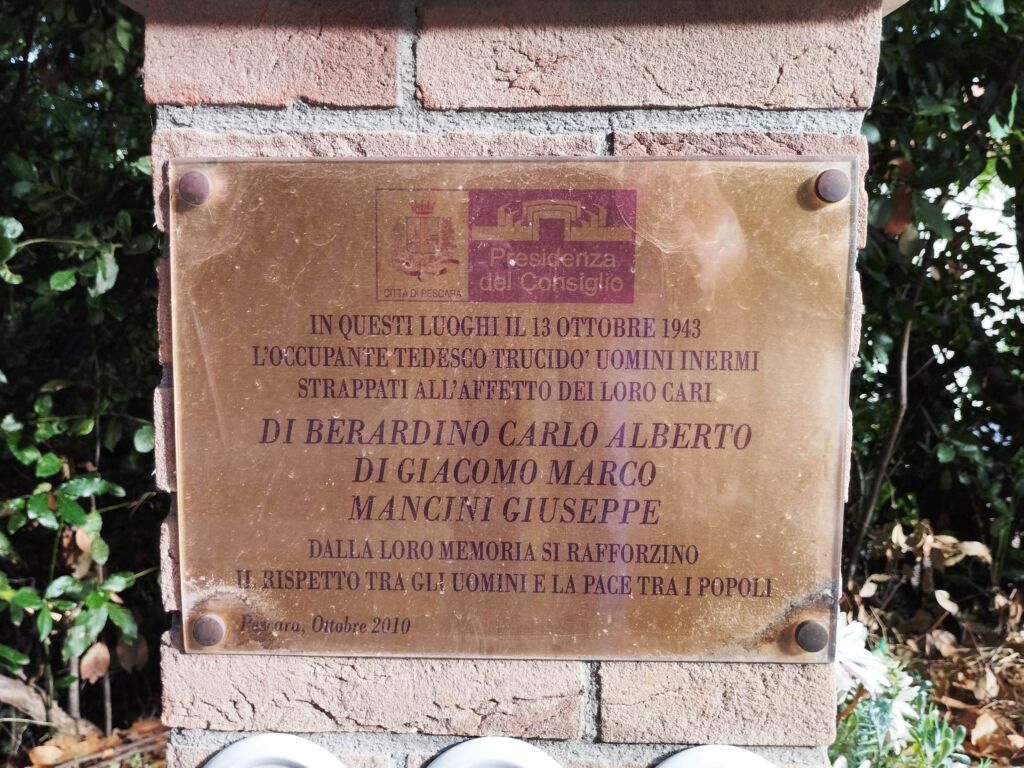 CITTÀ DI PESCARA
Presidenza
del Consiglio
IN QUESTI LUOGHI IL 13 OTTOBRE 1943
L'OCCUPANTE TEDESCO TRUCIDO' UOMINI INERMI
STRAPPATI ALL'AFFETTO DEI LORO CARI
DI BERARDINO CARLO ALBERTO
DI GIACOMO MARCO
MANCINI GIUSEPPE
DALLA LORO MEMORIA SI RAFFORZINO
IL RISPETTO TRA GLI UOMINI E LA PACE TRA I POPOLI
Pescara, Ottobre 2010